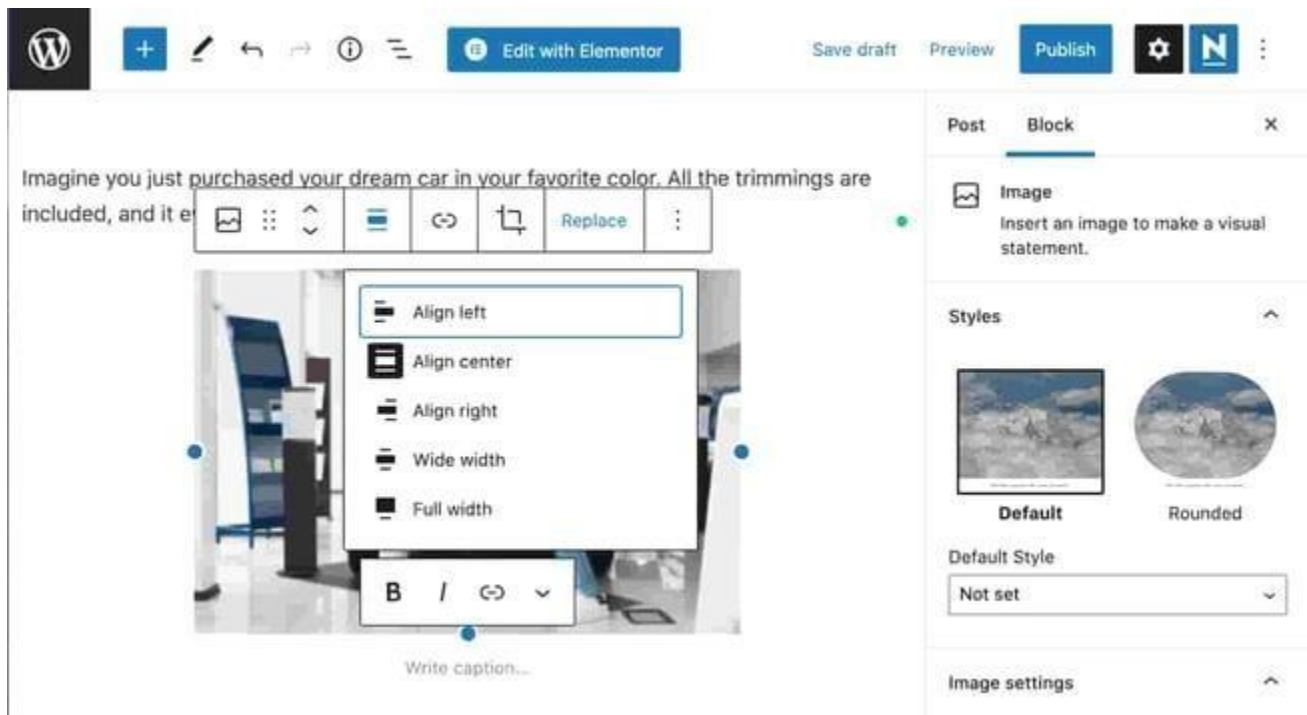 Edit with Elementor
Save draft
Preview
Publish
N
Imagine you just purchased your dream car in your favorite color. All the trimmings are
included, and it e
Replace
Align left
Align center
Align right
Wide width
Full width
B I
Write caption...
Post
Block
Image
Insert an image to make a visual
statement.
Styles
Default
Rounded
Default Style
Not set
Image settings